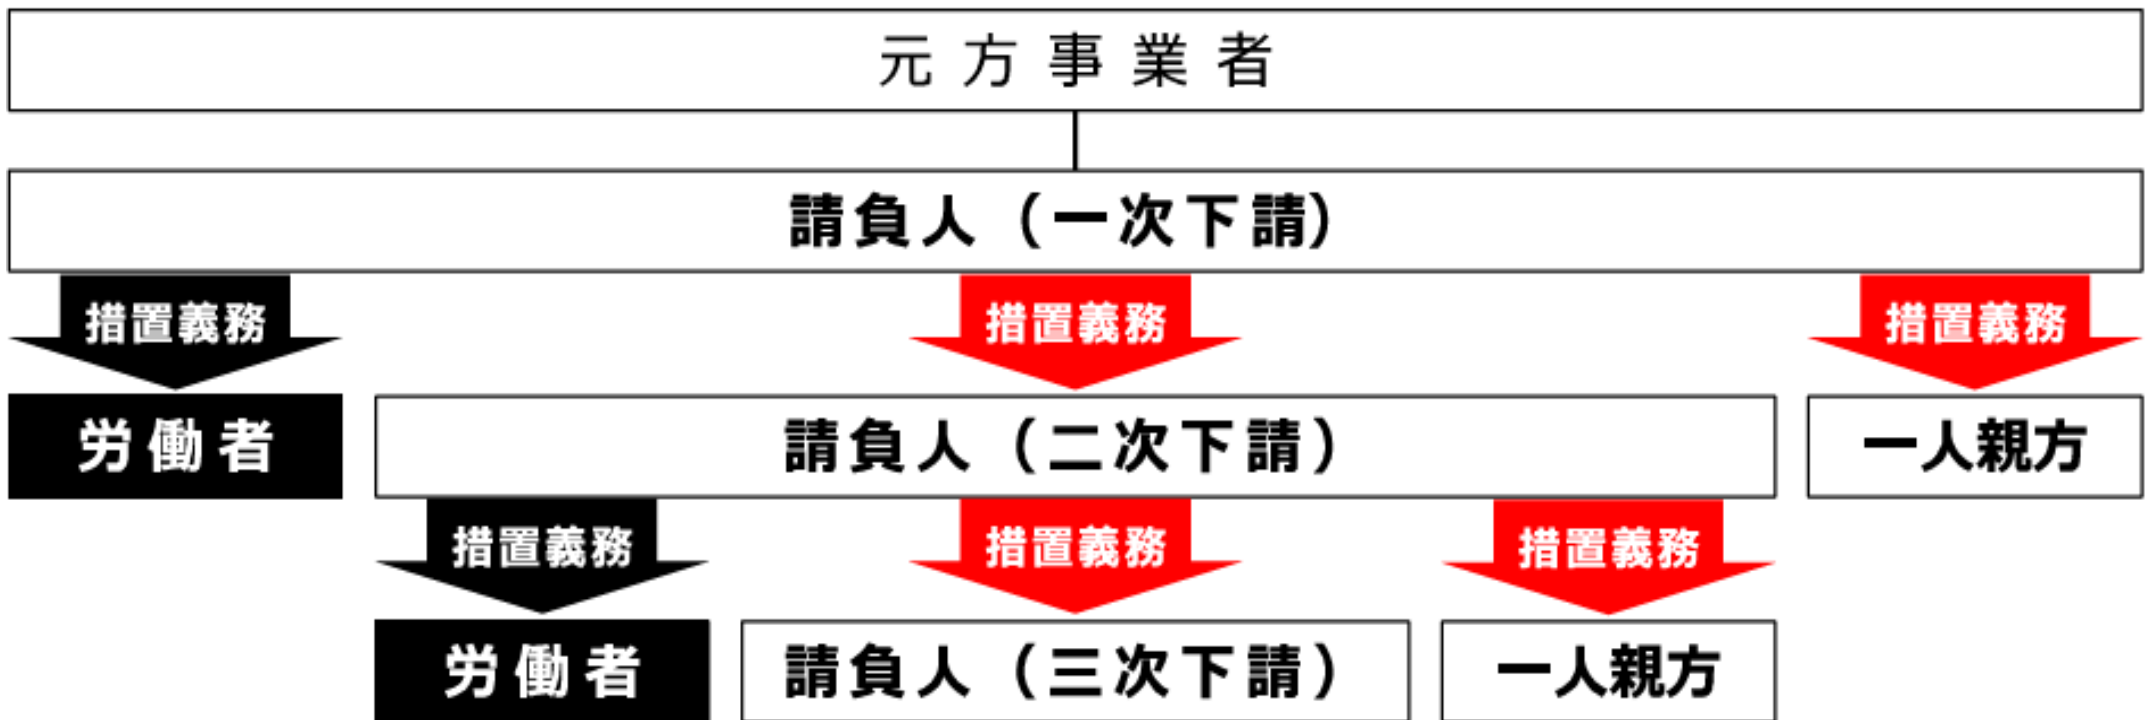 元方事業者
請負人（一次下請）
措置義務
措置義務
措置義務
労働者
請負人（二次下請）
一人親方
措置義務
措置義務
措置義務
労働者
請負人（三次下請）
一人親方